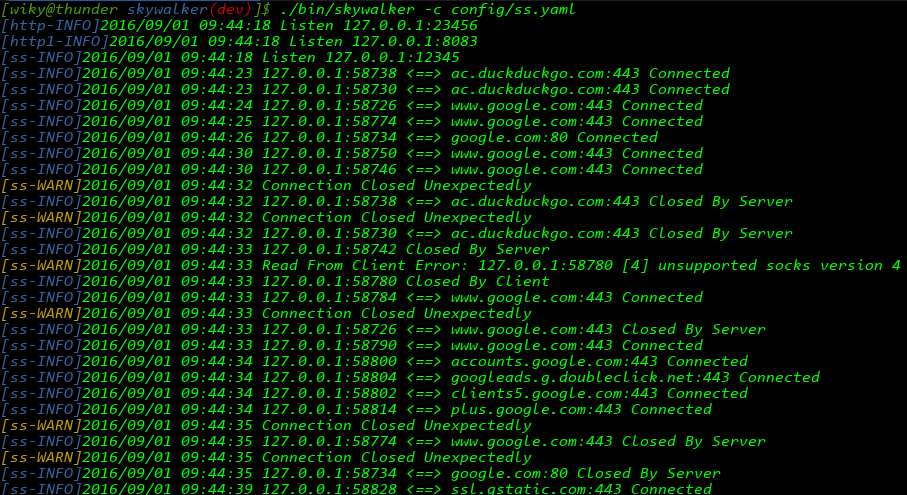 [wiky@thunder skywalker(dev)]$ ./bin/skywalker -c config/ss.yaml
[http-INFO]2016/09/01 09:44:18 Listen 127.0.0.1:23456
[http1-INFO]2016/09/01 09:44:18 Listen 127.0.0.1:8083
[ss-INFO]2016/09/01 09:44:18 Listen 127.0.0.1:12345
[ss-INFO]2016/09/01 09:44:23 127.0.0.1:58738 <==> ac.duckduckgo.com:443 Connected
[ss-INFO]2016/09/01 09:44:23 127.0.0.1:58730 <==> ac.duckduckgo.com:443 Connected
[ss-INFO]2016/09/01 09:44:24 127.0.0.1:58726 <==> www.google.com:443 Connected
[ss-INFO]2016/09/01 09:44:25 127.0.0.1:58774 <==> www.google.com:443 Connected
[ss-INFO]2016/09/01 09:44:26 127.0.0.1:58734 <==> google.com:80 Connected
[ss-INFO]2016/09/01 09:44:30 127.0.0.1:58750 <==> www.google.com:443 Connected
[ss-INFO]2016/09/01 09:44:30 127.0.0.1:58746 <==> www.google.com:443 Connected
[ss-WARN]2016/09/01 09:44:32 Connection Closed Unexpectedly
[ss-INFO]2016/09/01 09:44:32 127.0.0.1:58738 <==> ac.duckduckgo.com:443 Closed By Server
[ss-WARN]2016/09/01 09:44:32 Connection Closed Unexpectedly
[ss-INFO]2016/09/01 09:44:32 127.0.0.1:58730 <==> ac.duckduckgo.com:443 Closed By Server
[ss-INFO]2016/09/01 09:44:33 127.0.0.1:58742 Closed By Server
[ss-WARN]2016/09/01 09:44:33 Read From Client Error: 127.0.0.1:58780 [4] unsupported socks version 4
[ss-INFO]2016/09/01 09:44:33 127.0.0.1:58780 Closed By Client
[ss-INFO]2016/09/01 09:44:33 127.0.0.1:58784 <==> www.google.com:443 Connected
[ss-WARN]2016/09/01 09:44:33 Connection Closed Unexpectedly
[ss-INFO]2016/09/01 09:44:33 127.0.0.1:58726 <==> www.google.com:443 Closed By Server
[ss-INFO]2016/09/01 09:44:33 127.0.0.1:58790 <==> www.google.com:443 Connected
[ss-INFO]2016/09/01 09:44:34 127.0.0.1:58800 <==> accounts.google.com:443 Connected
[ss-INFO]2016/09/01 09:44:34 127.0.0.1:58804 <==> googleads.g.doubleclick.net:443 Connected
[ss-INFO]2016/09/01 09:44:34 127.0.0.1:58802 <==> clients5.google.com:443 Connected
[ss-INFO]2016/09/01 09:44:34 127.0.0.1:58814 <==> plus.google.com:443 Connected
[ss-WARN]2016/09/01 09:44:35 Connection Closed Unexpectedly
[ss-INFO]2016/09/01 09:44:35 127.0.0.1:58774 <==> www.google.com:443 Closed By Server
[ss-WARN]2016/09/01 09:44:35 Connection Closed Unexpectedly
[ss-INFO]2016/09/01 09:44:35 127.0.0.1:58734 <==> google.com:80 Closed By Server
[ss-INFO]2016/09/01 09:44:39 127.0.0.1:58828 <==> ssl.gstatic.com:443 Connected